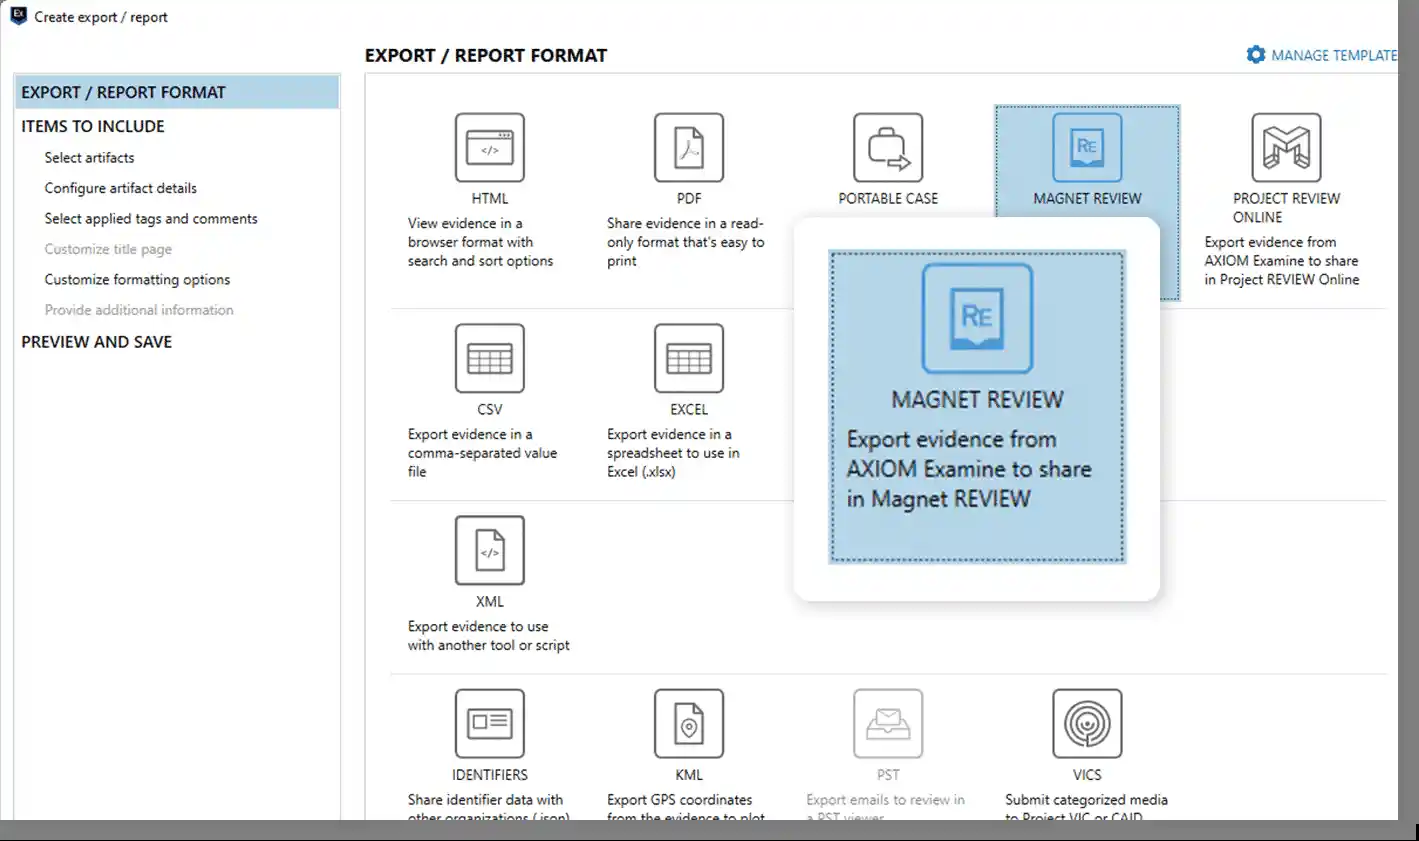 Ex Create export / report
EXPORT / REPORT FORMAT
MANAGE TEMPLATE
EXPORT / REPORT FORMAT
ITEMS TO INCLUDE
Select artifacts
Configure artifact details
Select applied tags and comments
Customize title page
Customize formatting options
Provide additional information
PREVIEW AND SAVE
</>
HTML
View evidence in a
browser format with
search and sort options
PDF
Share evidence in a read-
only format that's easy to
print
PORTABLE CASE
RE
MAGNET REVIEW
PROJECT REVIEW
ONLINE
Export evidence from
AXIOM Examine to share
in Project REVIEW Online
RE
MAGNET REVIEW
Export evidence from
AXIOM Examine to share
in Magnet REVIEW
CSV
Export evidence in a
comma-separated value
file
EXCEL
Export evidence in a
spreadsheet to use in
Excel (.xlsx)
</>
XML
Export evidence to use
with another tool or script
IDENTIFIERS
Share identifier data with
other organizations (.json)
KML
Export GPS coordinates
from the evidence to plot
PST
Export emails to review in
a PST viewer
VICS
Submit categorized media
to Project VIC or CAID